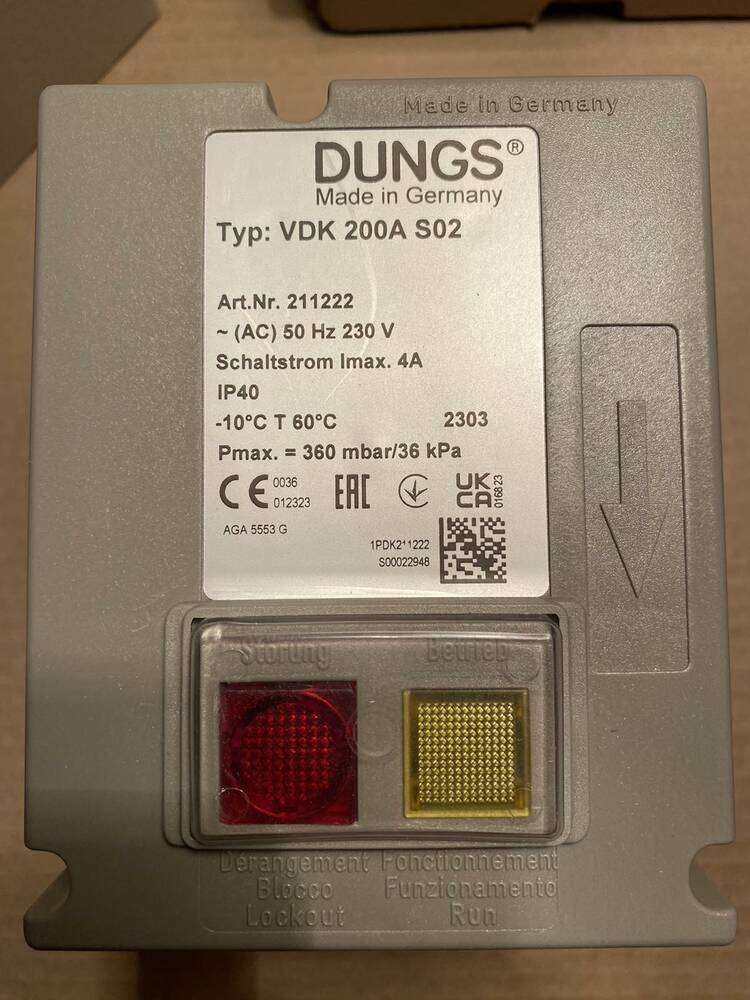 Made in Germany
DUNGS®
Made in Germany
Typ: VDK 200A S02
Art.Nr. 211222
~ (AC) 50 Hz 230 V
Schaltstrom Imax. 4A
IP40
-10°C T 60°C 2303
Pmax. = 360 mbar/36 kPa
CE 0036 EAC UK
012323 CA 0168 23
AGA 5553 G
1PDK2*11222
S00022948
Störung Betrieb
Dérangement Fonctionnement
Blocco Funzionamento
Lockout Run